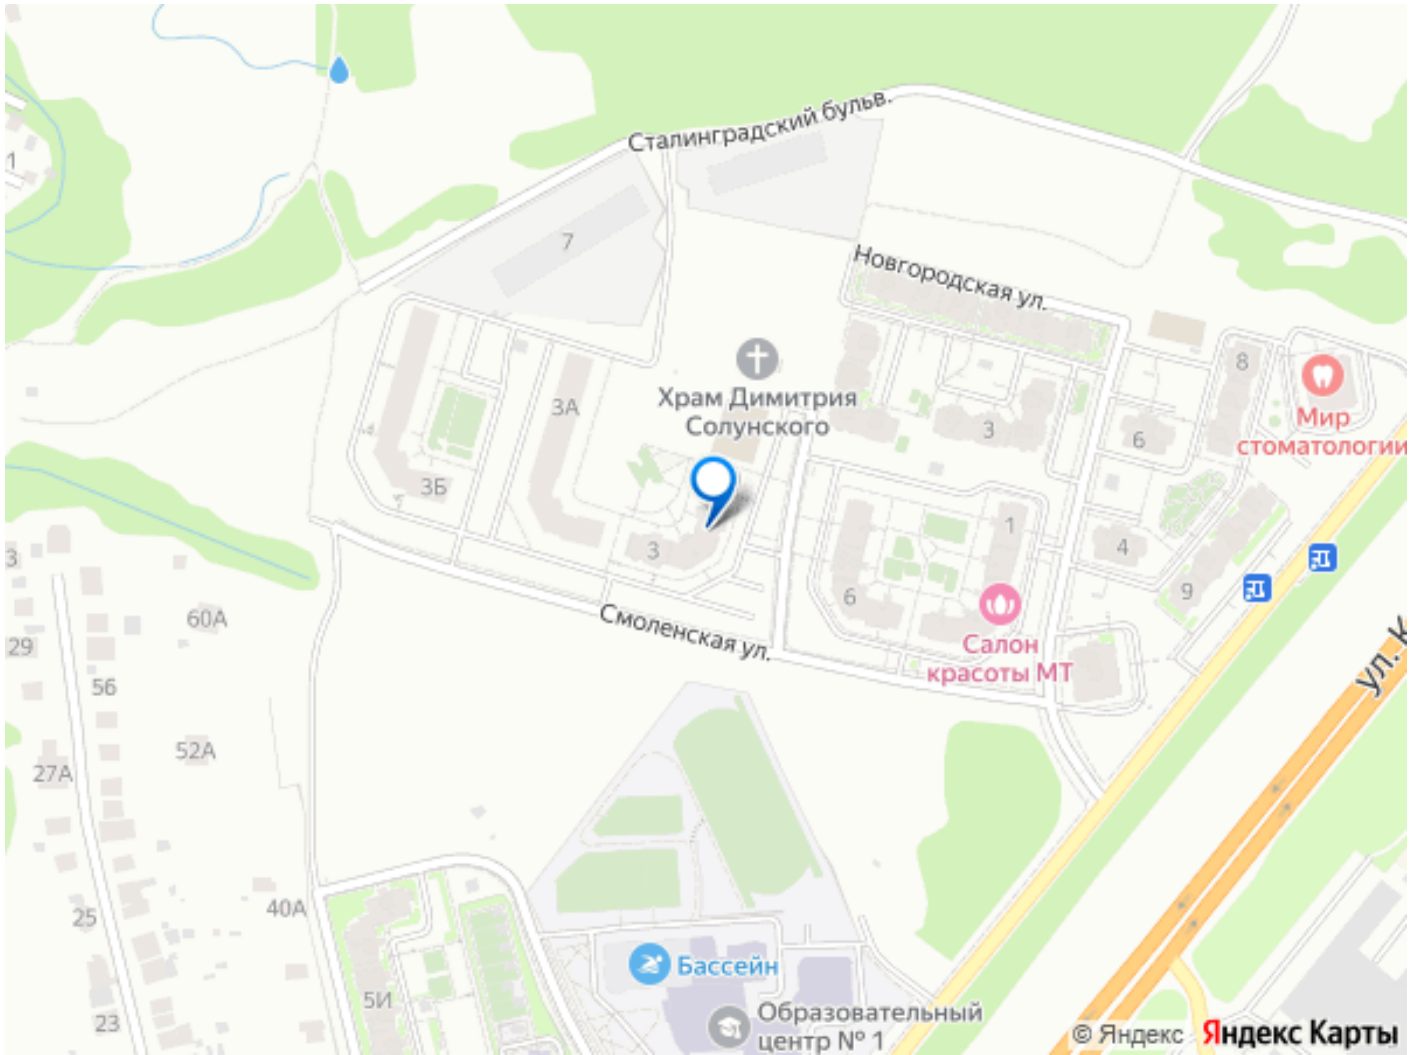 1
Сталинградский бульв.
7
Новгородская ул.
8
Мир
стоматологии
Храм Димитрия
Солунского
3А
3
6
3Б
1
3
4
3
6
9
60А
Смоленская ул.
Салон
красоты МТ
29
ул. К
56
52А
27А
40А
25
Бассейн
5И
Образовательный
центр № 1
23
© Яндекс Яндекс Карты